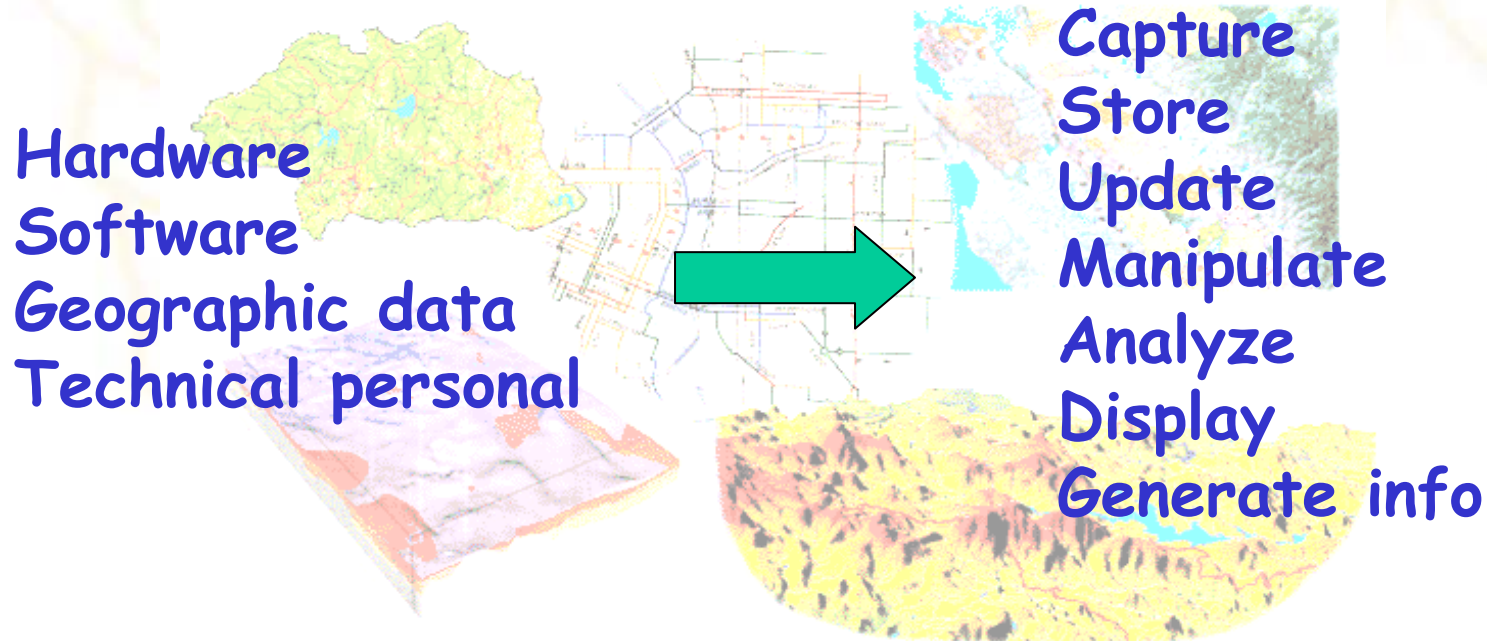 Hardware
Software
Geographic data
Technical personal
Capture
Store
Update
Manipulate
Analyze
Display
Generate info